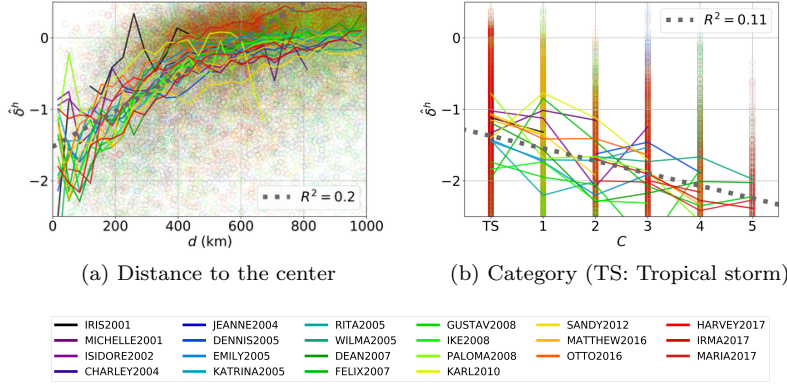 0
−1
−2
δ̂ʰ
R² = 0.2
0 200 400 600 800 1000
d (km)
(a) Distance to the center
0
−1
−2
δ̂ʰ
R² = 0.11
TS 1 2 3 4 5
C
(b) Category (TS: Tropical storm)
IRIS2001 JEANNE2004 RITA2005 GUSTAV2008 SANDY2012 HARVEY2017
MICHELLE2001 DENNIS2005 WILMA2005 IKE2008 MATTHEW2016 IRMA2017
ISIDORE2002 EMILY2005 DEAN2007 PALOMA2008 OTTO2016 MARIA2017
CHARLEY2004 KATRINA2005 FELIX2007 KARL2010